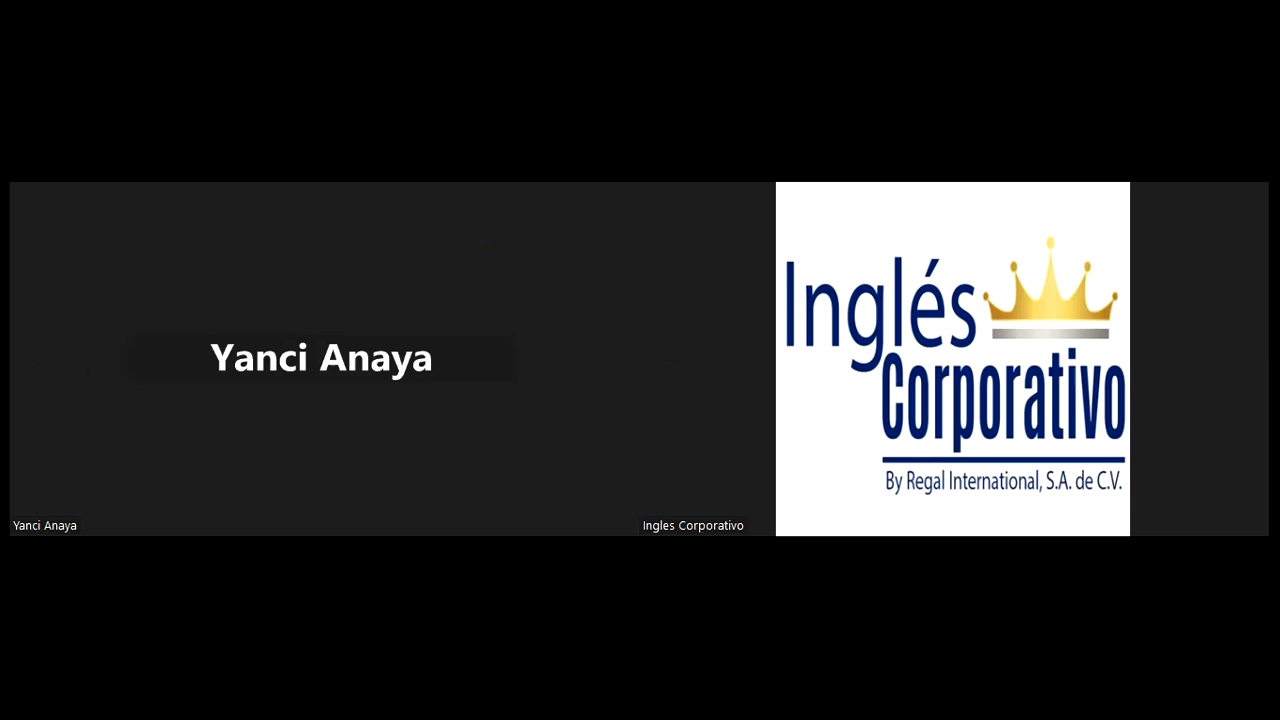 Yanci Anaya
Yanci Anaya
Ingles Corporativo
Inglés
Corporativo
By Regal International, S.A. de C.V.